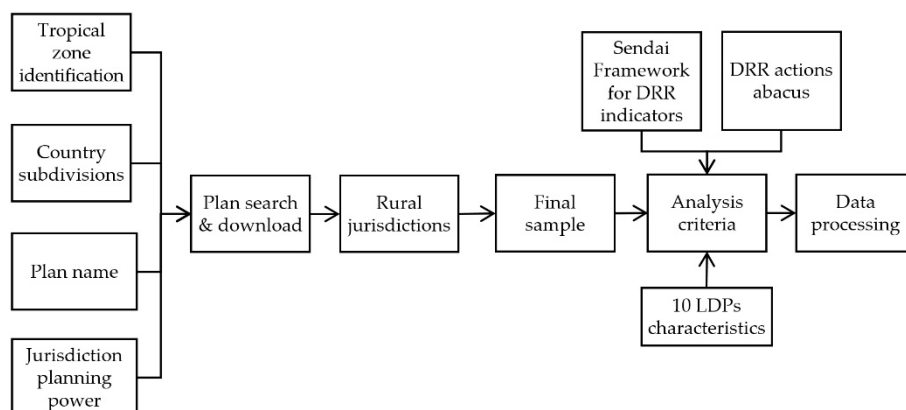 Tropical
zone
identification
Country
subdivisions
Plan name
Jurisdiction
planning
power
Plan search
& download
Rural
jurisdictions
Final
sample
Sendai
Framework
for DRR
indicators
DRR actions
abacus
Analysis
criteria
10 LDPs
characteristics
Data
processing